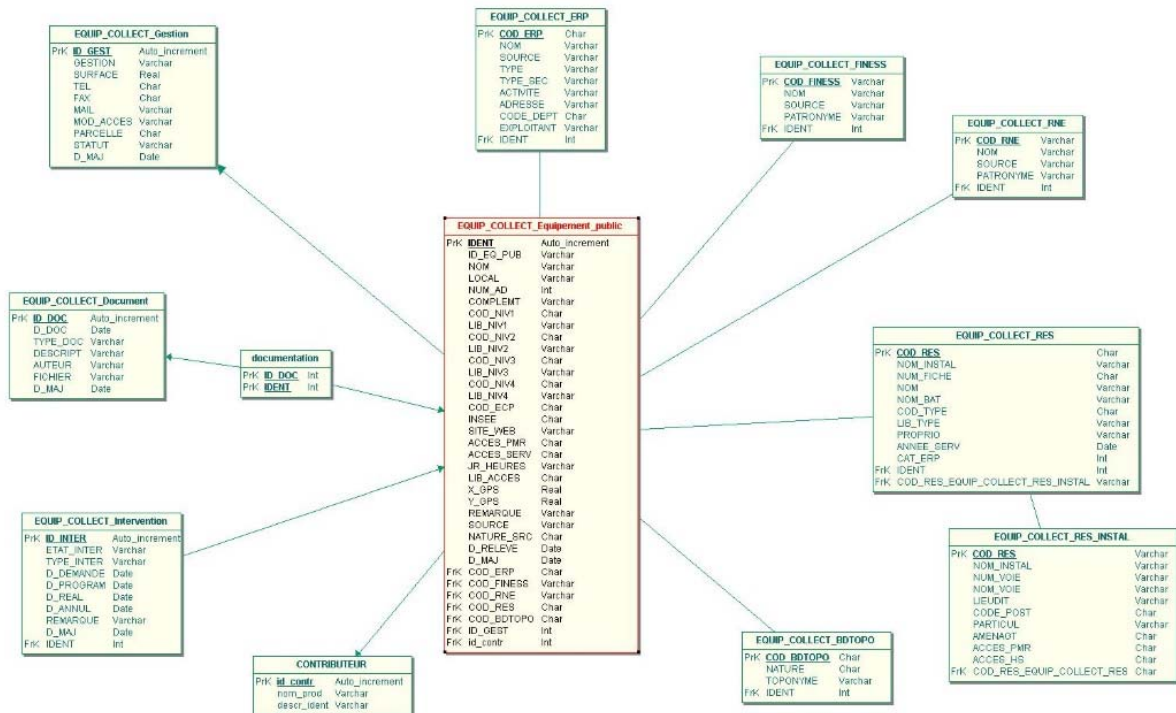 EQUIP_COLLECT_Gestion
PrK ID_GEST Auto_increment
GESTION Varchar
SURFACE Real
TEL Char
FAX Char
MAIL Varchar
MOD_ACCES Varchar
PARCELLE Char
STATUT Varchar
D_MAJ Date
EQUIP_COLLECT_ERP
PrK COD_ERP Char
NOM Varchar
SOURCE Varchar
TYPE Varchar
TYPE_SEC Varchar
ACTIVITE Varchar
ADRESSE Varchar
CODE_DEPT Char
EXPLOITANT Varchar
FrK IDENT Int
EQUIP_COLLECT_FINESS
PrK COD_FINESS Varchar
NOM Varchar
SOURCE Varchar
PATRONYME Varchar
FrK IDENT Int
EQUIP_COLLECT_RNE
PrK COD_RNE Varchar
NOM Varchar
SOURCE Varchar
PATRONYME Varchar
FrK IDENT Int
EQUIP_COLLECT_Equipement_public
PrK IDENT Auto_increment
ID_EQ_PUB Varchar
NOM Varchar
LOCAL Varchar
NUM_AD Int
COMPLEMT Varchar
COD_NIV1 Char
LIB_NIV1 Varchar
COD_NIV2 Char
LIB_NIV2 Varchar
COD_NIV3 Char
LIB_NIV3 Varchar
COD_NIV4 Char
LIB_NIV4 Varchar
COD_ECP Char
INSEE Char
SITE_WEB Varchar
ACCES_PMR Char
ACCES_SERV Char
JR_HEURES Varchar
LIB_ACCES Char
X_GPS Real
Y_GPS Real
REMARQUE Varchar
SOURCE Varchar
NATURE_SRC Char
D_RELEVE Date
D_MAJ Date
FrK COD_ERP Char
FrK COD_FINESS Varchar
FrK COD_RNE Varchar
FrK COD_RES Char
FrK COD_BDTOPO Char
FrK ID_GEST Int
FrK id_contr Int
EQUIP_COLLECT_Document
PrK ID_DOC Auto_increment
D_DOC Date
TYPE_DOC Varchar
DESCRIPT Varchar
AUTEUR Varchar
FICHIER Varchar
D_MAJ Date
documentation
PrK ID_DOC Int
PrK IDENT Int
EQUIP_COLLECT_RES
PrK COD_RES Char
NOM_INSTAL Varchar
NUM_FICHE Char
NOM Varchar
NOM_BAT Varchar
COD_TYPE Char
LIB_TYPE Varchar
PROPRIO Varchar
ANNEE_SERV Date
CAT_ERP Int
FrK IDENT Int
FrK COD_RES_EQUIP_COLLECT_RES_INSTAL Varchar
EQUIP_COLLECT_Intervention
PrK ID_INTER Auto_increment
ETAT_INTER Varchar
TYPE_INTER Varchar
D_DEMANDE Date
D_PROGRAM Date
D_REAL Date
D_ANNUL Date
REMARQUE Varchar
D_MAJ Date
FrK IDENT Int
EQUIP_COLLECT_RES_INSTAL
PrK COD_RES Varchar
NOM_INSTAL Varchar
NUM_VOIE Varchar
NOM_VOIE Varchar
LIEUDIT Varchar
CODE_POST Char
PARTICUL Varchar
AMENAGT Char
ACCES_PMR Char
ACCES_HS Char
FrK COD_RES_EQUIP_COLLECT_RES Char
CONTRIBUTEUR
PrK id_contr Auto_increment
nom_prod Varchar
descr_ident Varchar
EQUIP_COLLECT_BDTOPO
PrK COD_BDTOPO Char
NATURE Char
TOPONYME Varchar
FrK IDENT Int